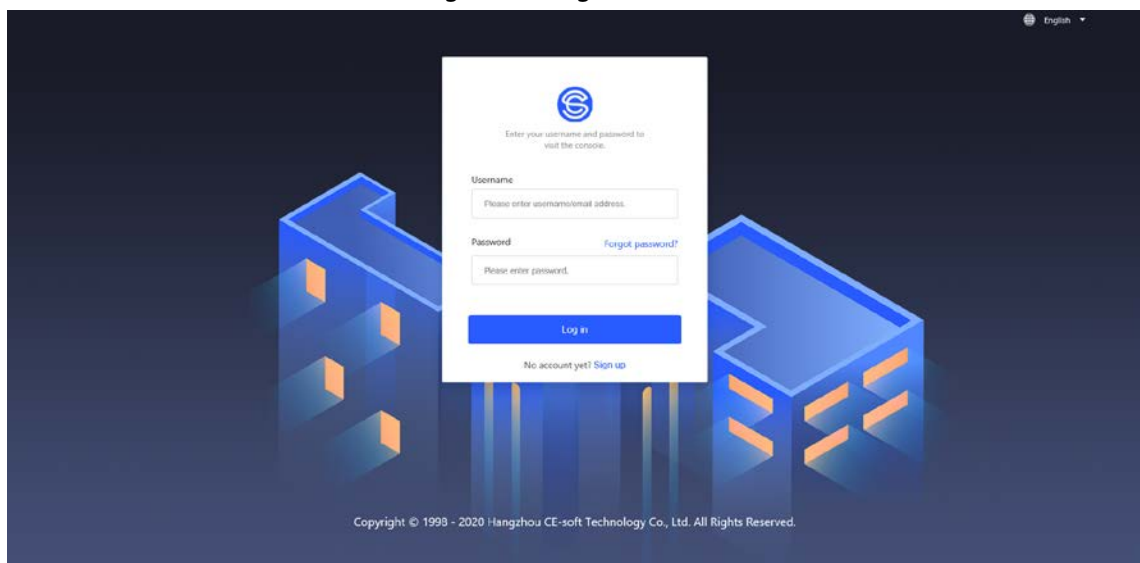 English
Enter your username and password to
visit the console.
Username
Please enter username/email address.
Password
Forgot password?
Please enter password.
Log in
No account yet? Sign up
Copyright © 1998 - 2020 Hangzhou CE-soft Technology Co., Ltd. All Rights Reserved.